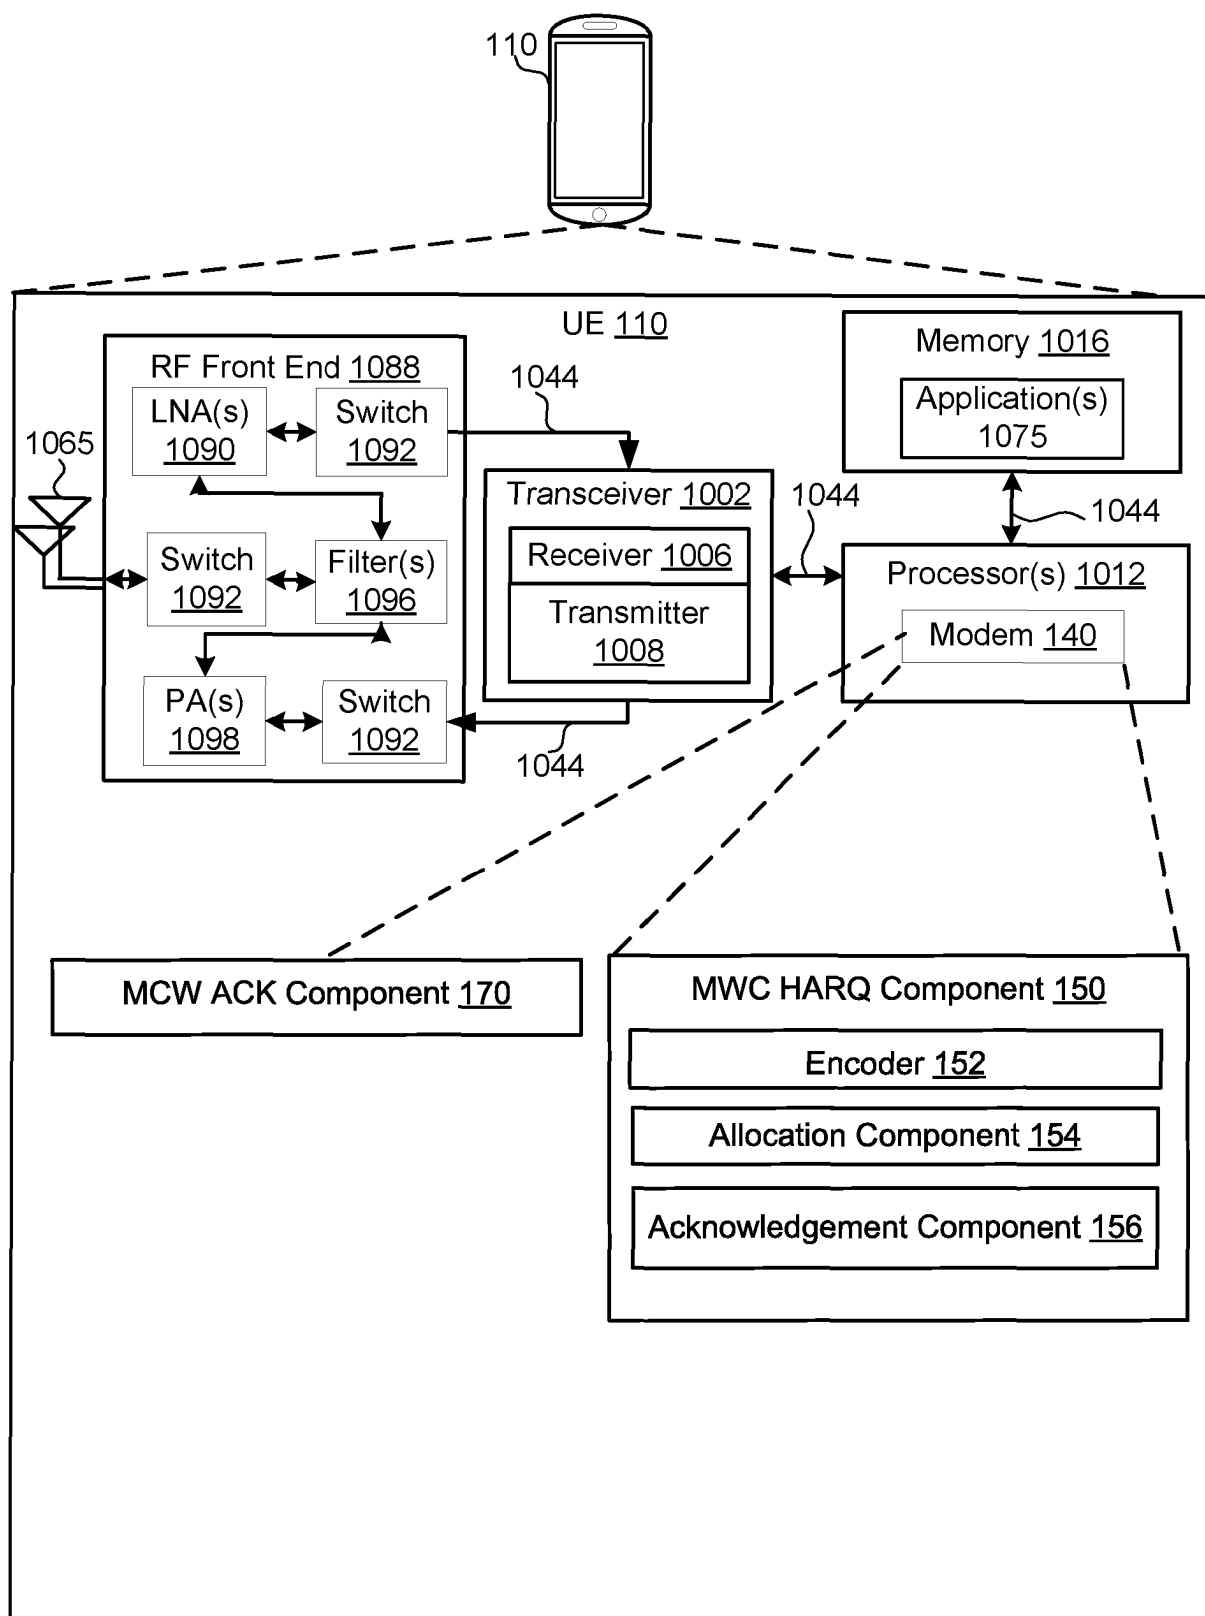 110
UE 110
RF Front End 1088
LNA(s)
1090
Switch
1092
1044
Memory 1016
Application(s)
1075
1065
Transceiver 1002
Receiver 1006
Transmitter
1008
1044
1044
Switch
1092
Filter(s)
1096
Processor(s) 1012
Modem 140
PA(s)
1098
Switch
1092
1044
MCW ACK Component 170
MWC HARQ Component 150
Encoder 152
Allocation Component 154
Acknowledgement Component 156